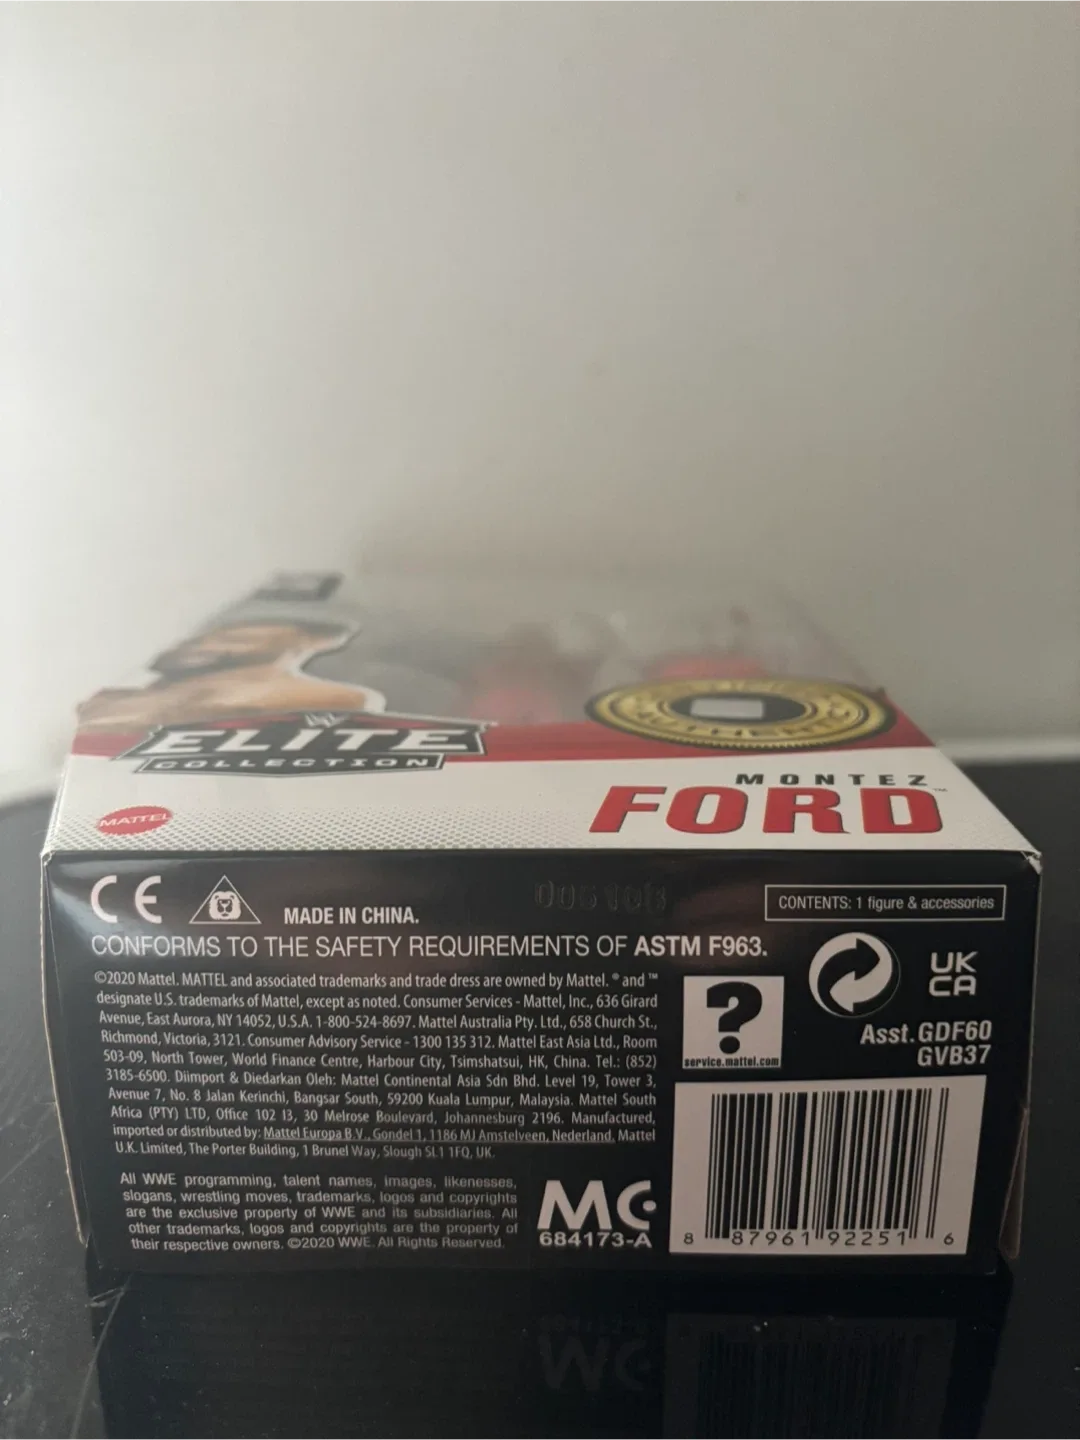 W
ELITE
COLLECTION
AUTHENTIC
MATTEL
MONTEZ
FORD™
CE
MADE IN CHINA.
CONTENTS: 1 figure & accessories
CONFORMS TO THE SAFETY REQUIREMENTS OF ASTM F963.
©2020 Mattel. MATTEL and associated trademarks and trade dress are owned by Mattel. ® and ™
designate U.S. trademarks of Mattel, except as noted. Consumer Services - Mattel, Inc., 636 Girard
Avenue, East Aurora, NY 14052, U.S.A. 1-800-524-8697. Mattel Australia Pty. Ltd., 658 Church St.,
Richmond, Victoria, 3121. Consumer Advisory Service - 1300 135 312. Mattel East Asia Ltd., Room
503-09, North Tower, World Finance Centre, Harbour City, Tsimshatsui, HK, China. Tel.: (852)
3185-6500. Diimport & Diedarkan Oleh: Mattel Continental Asia Sdn Bhd. Level 19, Tower 3,
Avenue 7, No. 8 Jalan Kerinchi, Bangsar South, 59200 Kuala Lumpur, Malaysia. Mattel South
Africa (PTY) LTD, Office 102 I3, 30 Melrose Boulevard, Johannesburg 2196. Manufactured,
imported or distributed by: Mattel Europa B.V., Gondel 1, 1186 MJ Amstelveen, Nederland. Mattel
U.K. Limited, The Porter Building, 1 Brunel Way, Slough SL1 1FQ, UK.
All WWE programming, talent names, images, likenesses,
slogans, wrestling moves, trademarks, logos and copyrights
are the exclusive property of WWE and its subsidiaries. All
other trademarks, logos and copyrights are the property of
their respective owners. ©2020 WWE. All Rights Reserved.
MC
684173-A
?
service.mattel.com
UK
CA
Asst.GDF60
GVB37
8 87961 92251 6